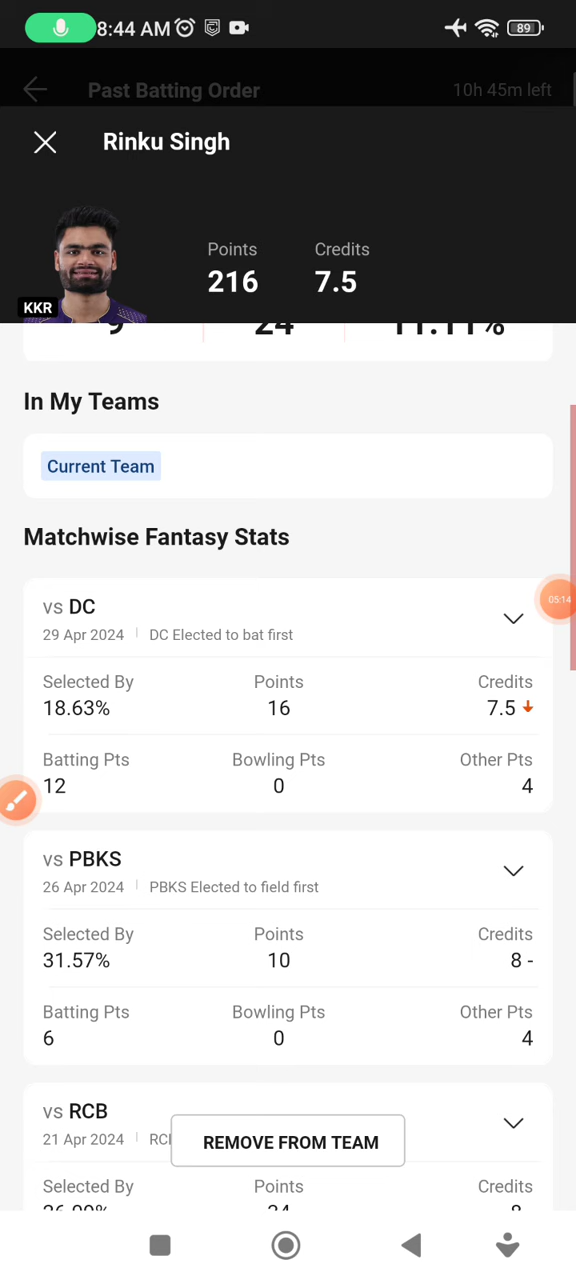 8:44 AM
89
Past Batting Order
10h 45m left
Rinku Singh
Points
Credits
216
7.5
KKR
9
24
11.11%
In My Teams
Current Team
Matchwise Fantasy Stats
vs DC
29 Apr 2024 | DC Elected to bat first
05:14
Selected By
Points
Credits
18.63%
16
7.5
Batting Pts
Bowling Pts
Other Pts
12
0
4
vs PBKS
26 Apr 2024 | PBKS Elected to field first
Selected By
Points
Credits
31.57%
10
8 -
Batting Pts
Bowling Pts
Other Pts
6
0
4
vs RCB
21 Apr 2024
REMOVE FROM TEAM
Selected By
Points
Credits